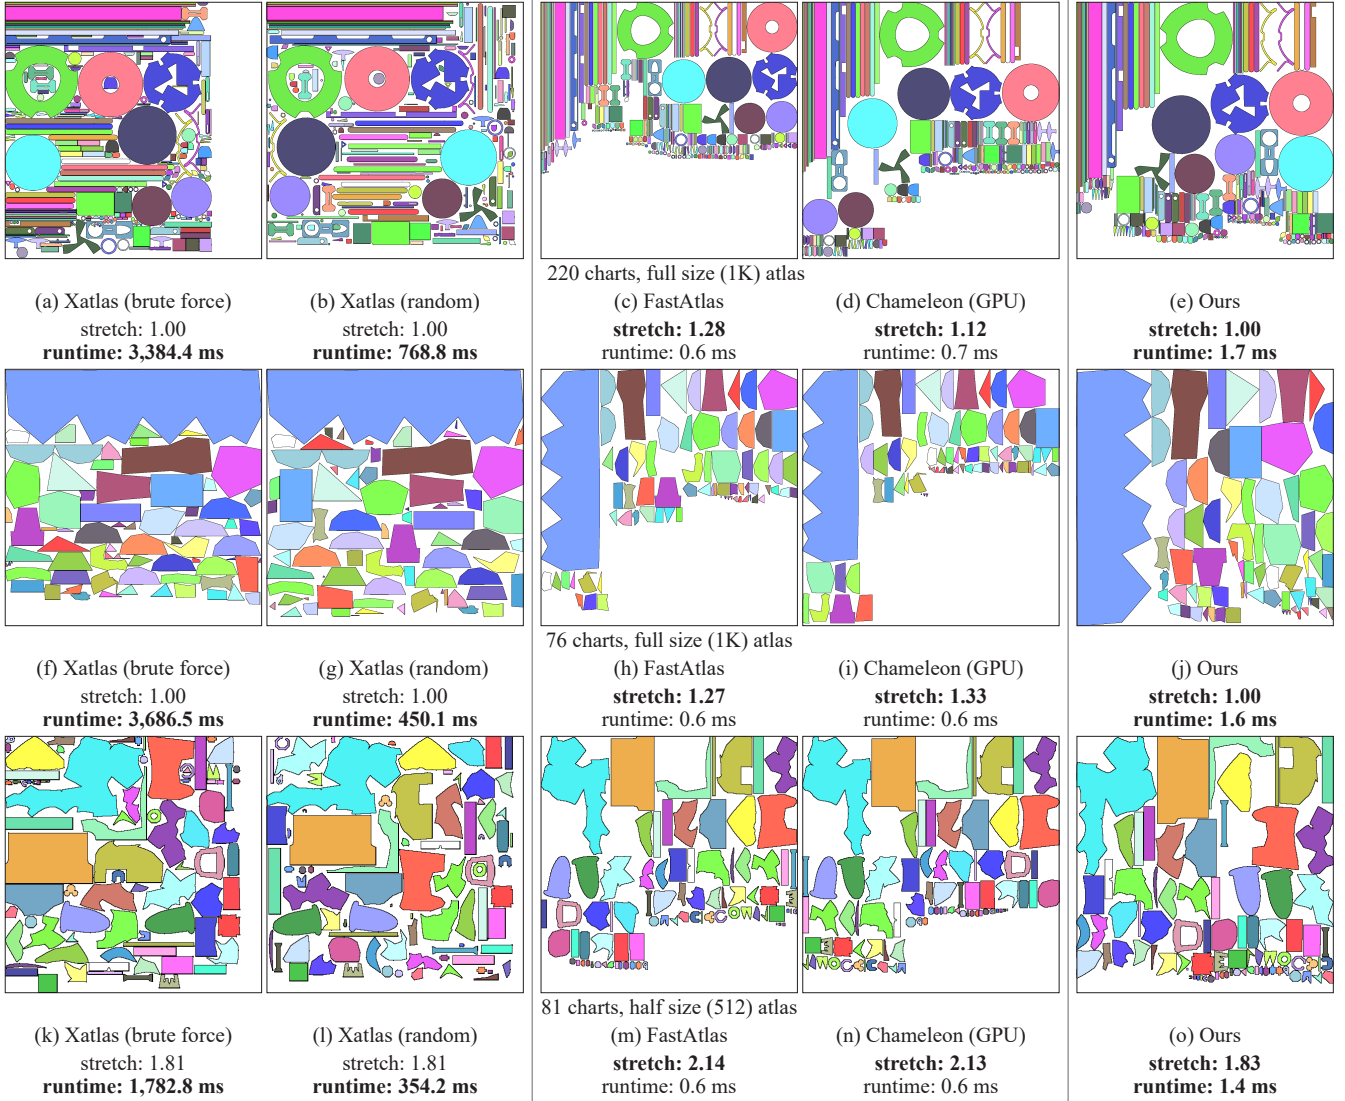 220 charts, full size (1K) atlas
(a) Xatlas (brute force)
stretch: 1.00
runtime: 3,384.4 ms
(b) Xatlas (random)
stretch: 1.00
runtime: 768.8 ms
(c) FastAtlas
stretch: 1.28
runtime: 0.6 ms
(d) Chameleon (GPU)
stretch: 1.12
runtime: 0.7 ms
(e) Ours
stretch: 1.00
runtime: 1.7 ms
76 charts, full size (1K) atlas
(f) Xatlas (brute force)
stretch: 1.00
runtime: 3,686.5 ms
(g) Xatlas (random)
stretch: 1.00
runtime: 450.1 ms
(h) FastAtlas
stretch: 1.27
runtime: 0.6 ms
(i) Chameleon (GPU)
stretch: 1.33
runtime: 0.6 ms
(j) Ours
stretch: 1.00
runtime: 1.6 ms
81 charts, half size (512) atlas
(k) Xatlas (brute force)
stretch: 1.81
runtime: 1,782.8 ms
(l) Xatlas (random)
stretch: 1.81
runtime: 354.2 ms
(m) FastAtlas
stretch: 2.14
runtime: 0.6 ms
(n) Chameleon (GPU)
stretch: 2.13
runtime: 0.6 ms
(o) Ours
stretch: 1.83
runtime: 1.4 ms